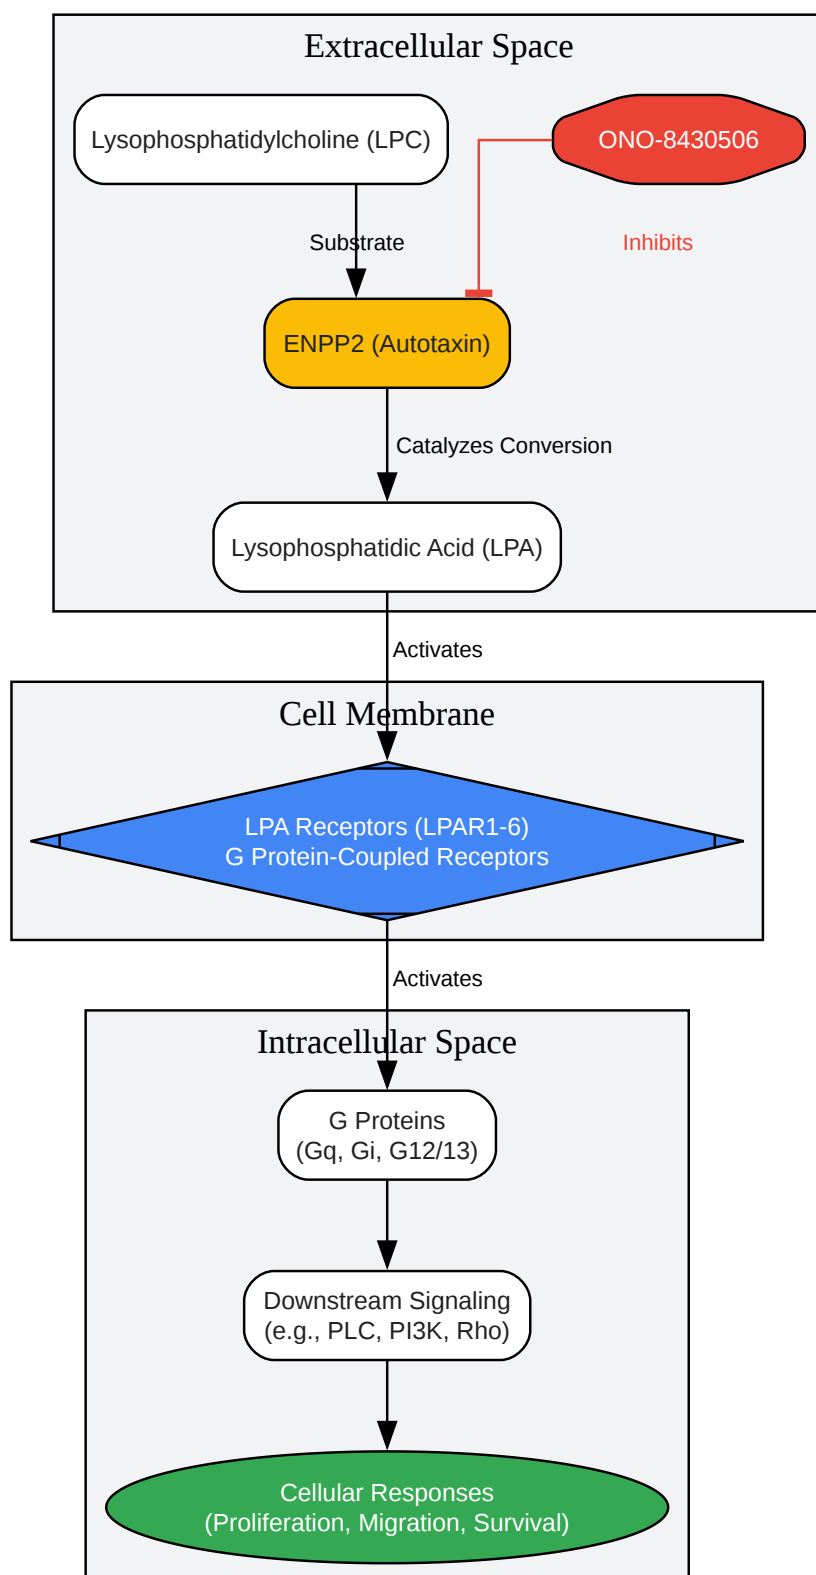 Extracellular Space
Lysophosphatidylcholine (LPC)
ONO-8430506
Substrate
Inhibits
ENPP2 (Autotaxin)
Catalyzes Conversion
Lysophosphatidic Acid (LPA)
Activates
Cell Membrane
LPA Receptors (LPAR1-6)
G Protein-Coupled Receptors
Activates
Intracellular Space
G Proteins
(Gq, Gi, G12/13)
Downstream Signaling
(e.g., PLC, PI3K, Rho)
Cellular Responses
(Proliferation, Migration, Survival)